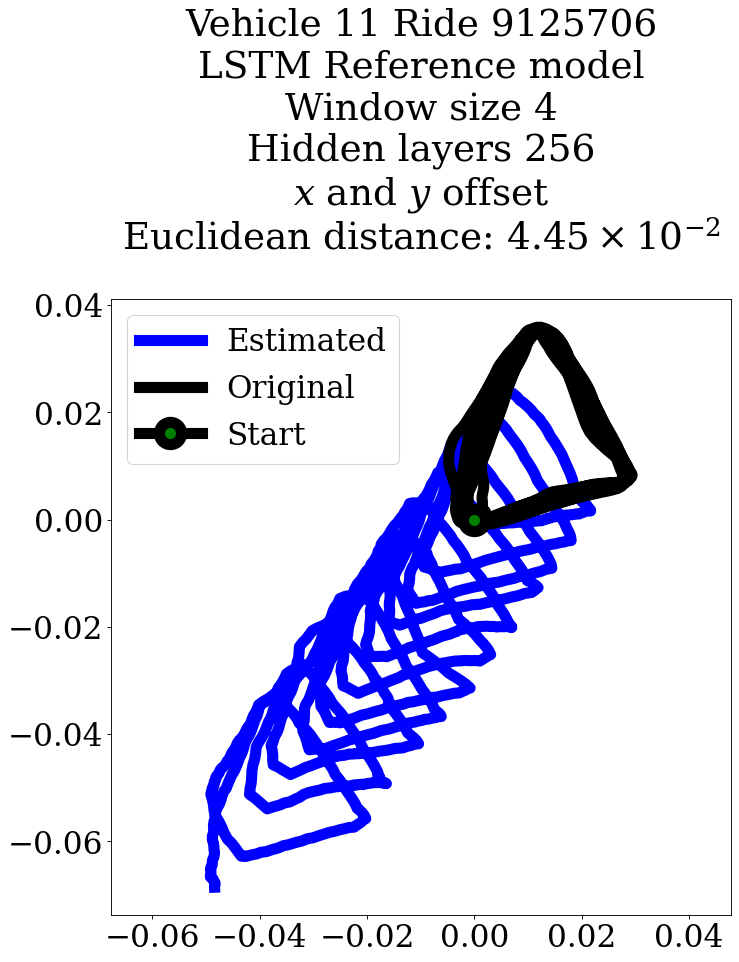 Vehicle 11 Ride 9125706
LSTM Reference model
Window size 4
Hidden layers 256
x and y offset
Euclidean distance: 4.45 × 10⁻²
0.04
0.02
0.00
−0.02
−0.04
−0.06
Estimated
Original
Start
−0.06 −0.04 −0.02 0.00 0.02 0.04